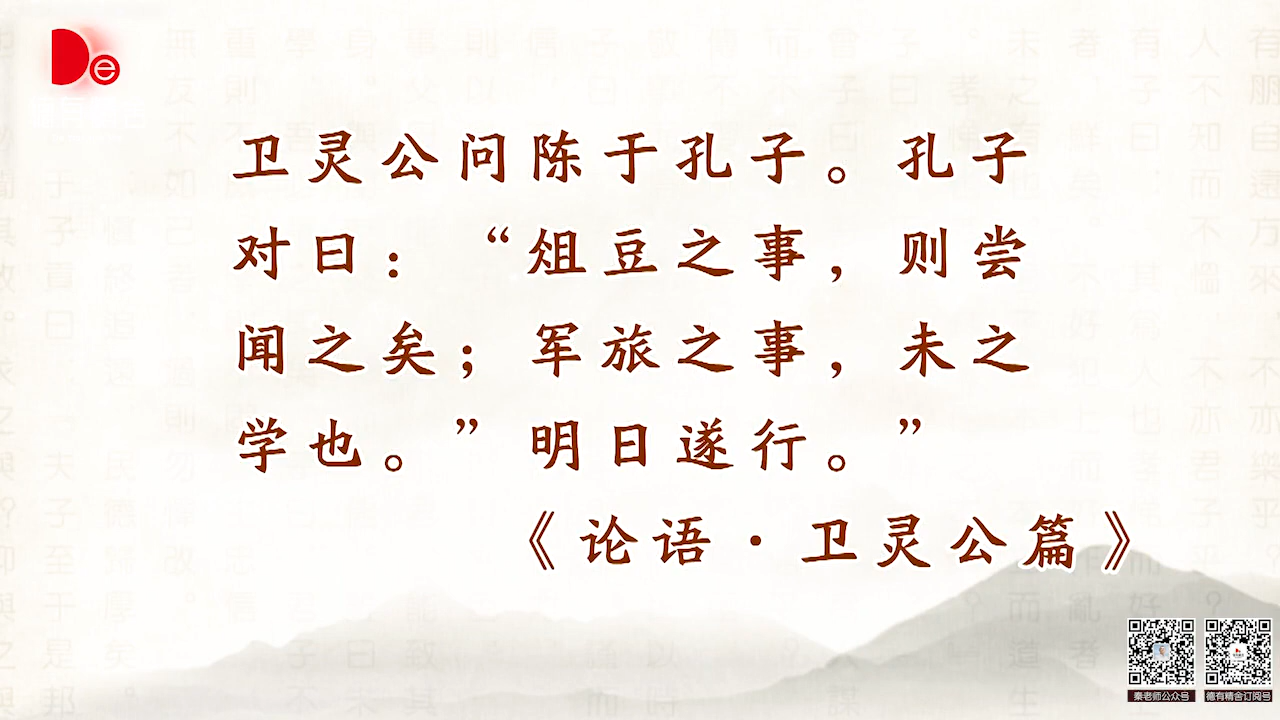 De
卫灵公问陈于孔子。孔子
对曰：“俎豆之事，则尝
闻之矣；军旅之事，未之
学也。”明日遂行。”
《论语·卫灵公篇》
秦老师公众号
德有精舍订阅号